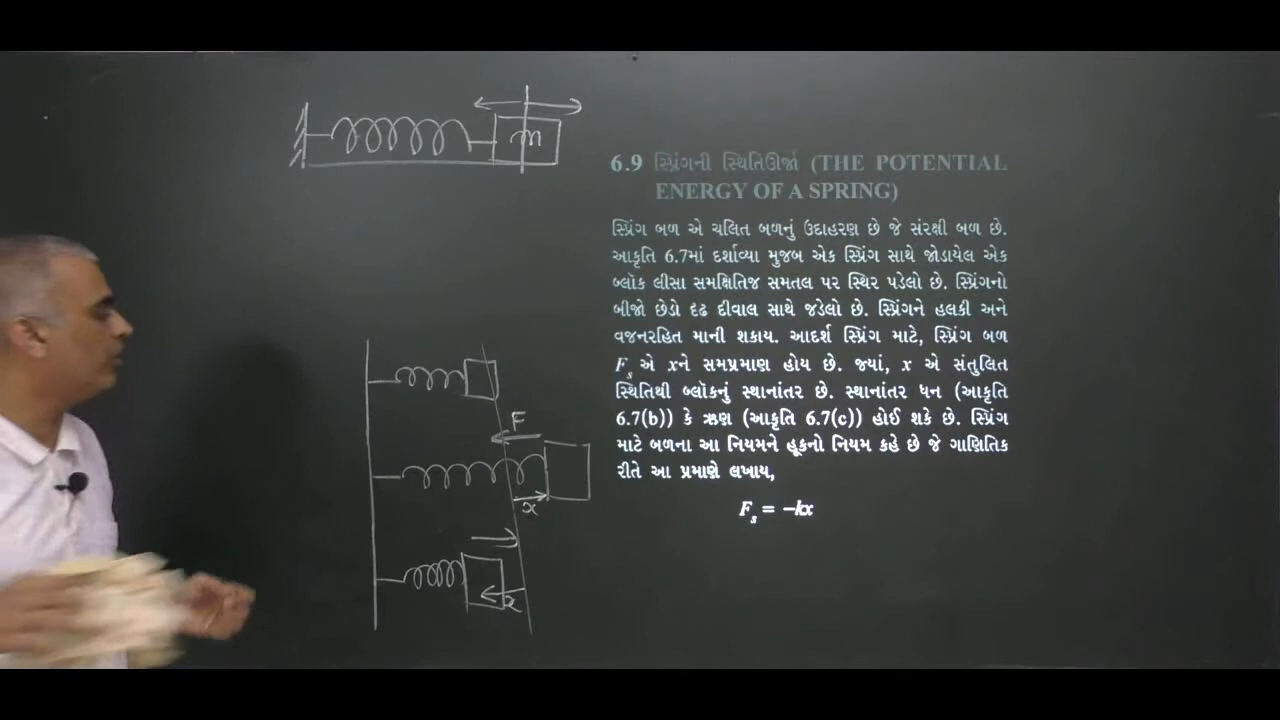 m
6.9 સ્પ્રિંગની સ્થિતિઊર્જા (THE POTENTIAL
ENERGY OF A SPRING)
સ્પ્રિંગ બળ એ ચલિત બળનું ઉદાહરણ છે જે સંરક્ષી બળ છે.
આકૃતિ 6.7માં દર્શાવ્યા મુજબ એક સ્પ્રિંગ સાથે જોડાયેલ એક
બ્લૉક લીસા સમક્ષિતિજ સમતલ પર સ્થિર પડેલો છે. સ્પ્રિંગનો
બીજો છેડો દૃઢ દીવાલ સાથે જડેલો છે. સ્પ્રિંગને હલકી અને
વજનરહિત માની શકાય. આદર્શ સ્પ્રિંગ માટે, સ્પ્રિંગ બળ
Fs એ xને સમપ્રમાણ હોય છે. જ્યાં, x એ સંતુલિત
સ્થિતિથી બ્લૉકનું સ્થાનાંતર છે. સ્થાનાંતર ધન (આકૃતિ
6.7(b)) કે ઋણ (આકૃતિ 6.7(c)) હોઈ શકે છે. સ્પ્રિંગ
માટે બળના આ નિયમને હૂકનો નિયમ કહે છે જે ગાણિતિક
રીતે આ પ્રમાણે લખાય,
Fs = −kx
F
x
x